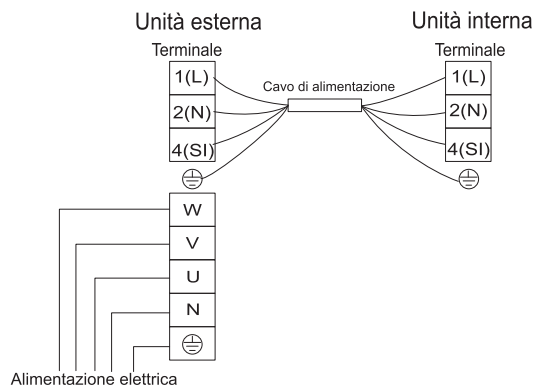 Unità esterna
Unità interna
Terminale
Terminale
1(L)
Cavo di alimentazione
1(L)
2(N)
2(N)
4(SI)
4(SI)
W
V
U
N
Alimentazione elettrica